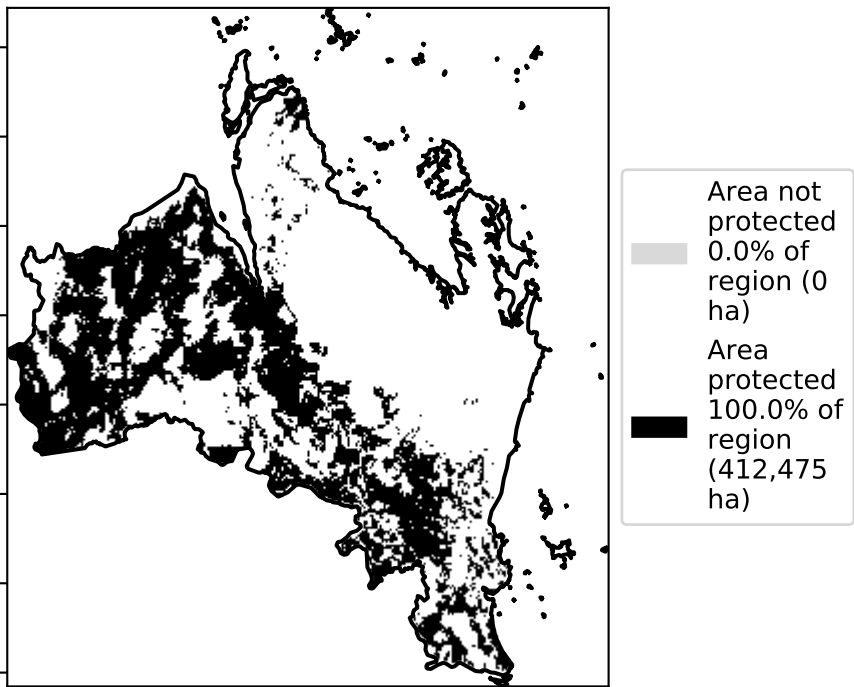 Area not
protected
0.0% of
region (0
ha)
Area
protected
100.0% of
region
(412,475
ha)